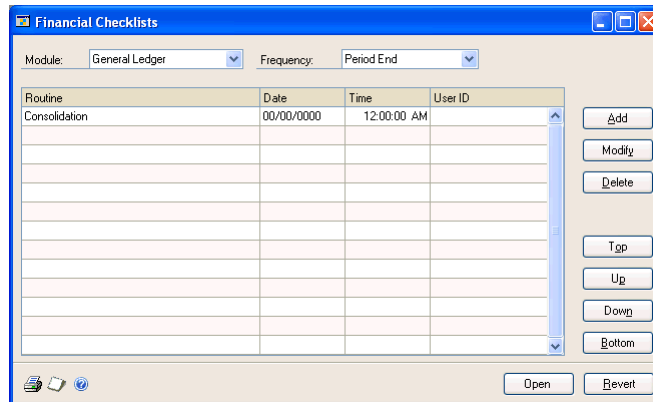 Financial Checklists
Module: General Ledger Frequency: Period End
Routine Date Time User ID
Consolidation 00/00/0000 12:00:00 AM
Add
Modify
Delete
Top
Up
Down
Bottom
Open Revert